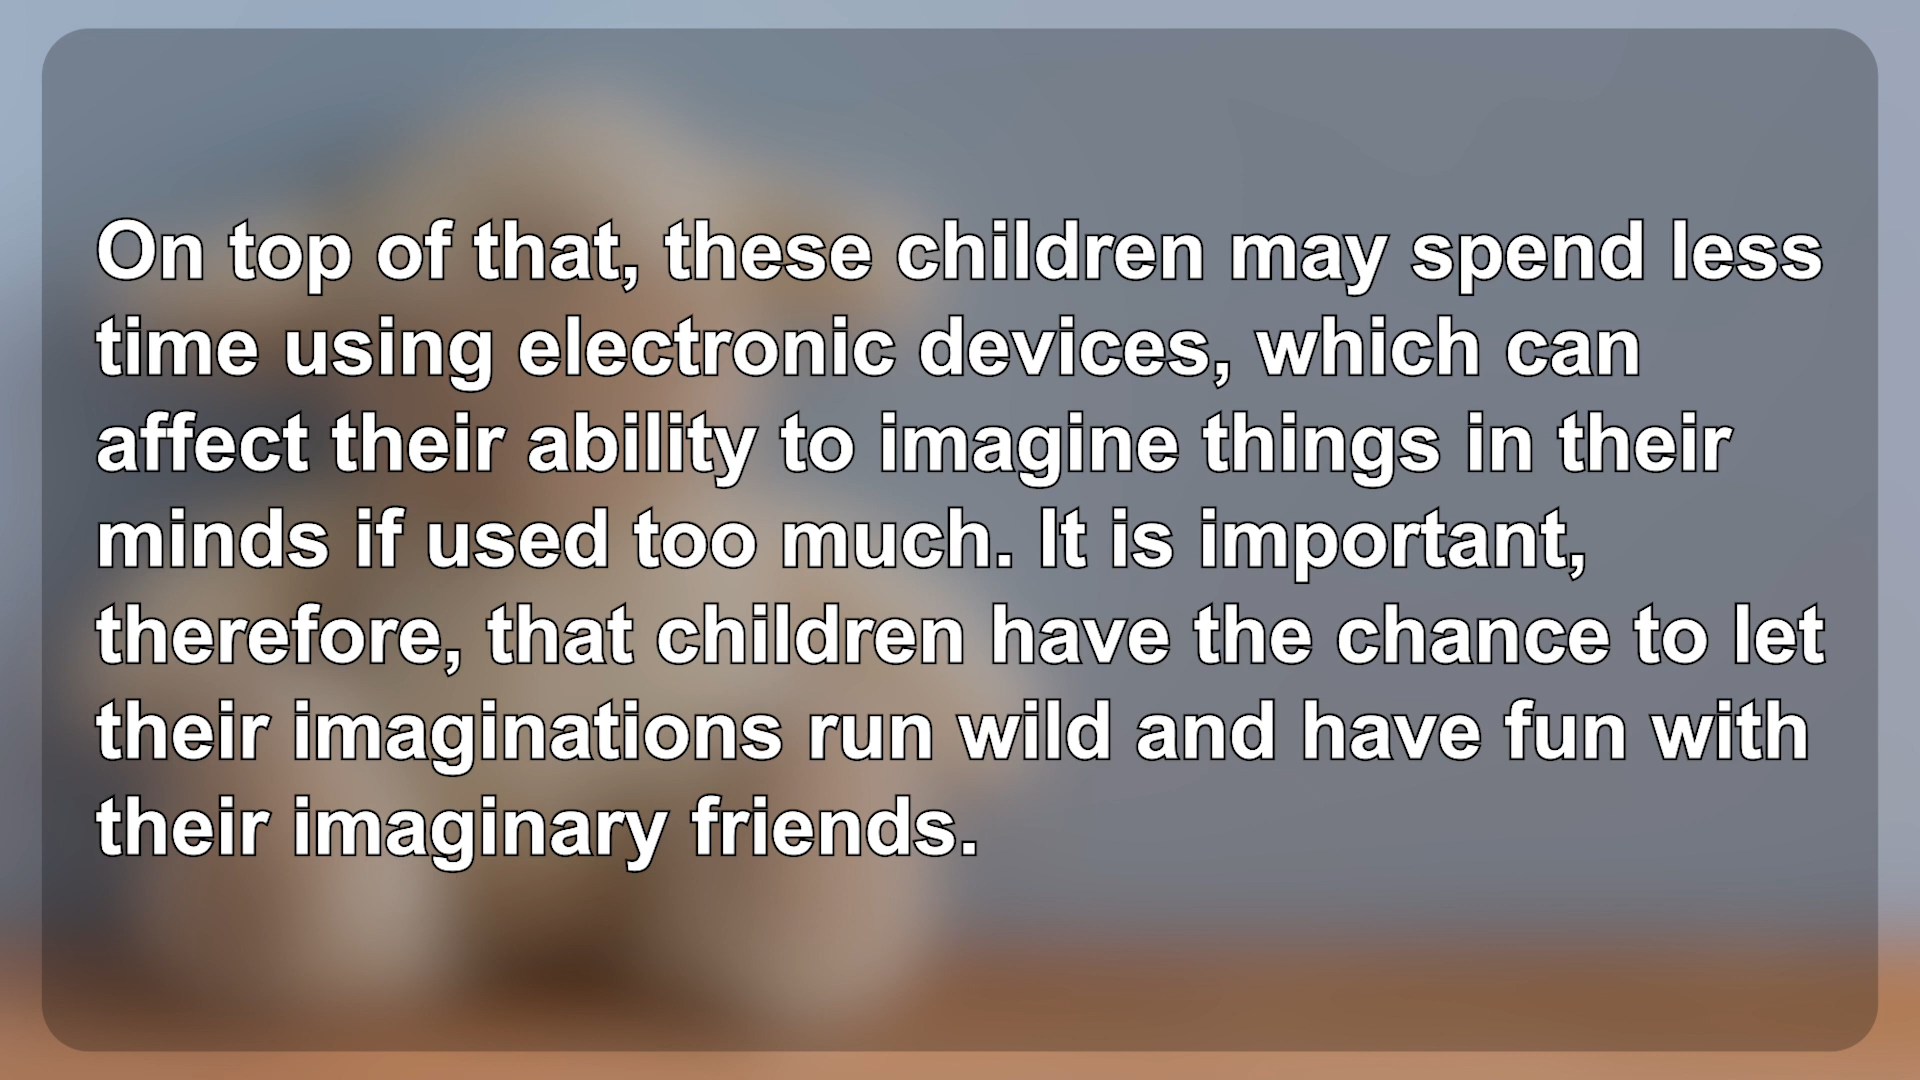 On top of that, these children may spend less
time using electronic devices, which can
affect their ability to imagine things in their
minds if used too much. It is important,
therefore, that children have the chance to let
their imaginations run wild and have fun with
their imaginary friends.